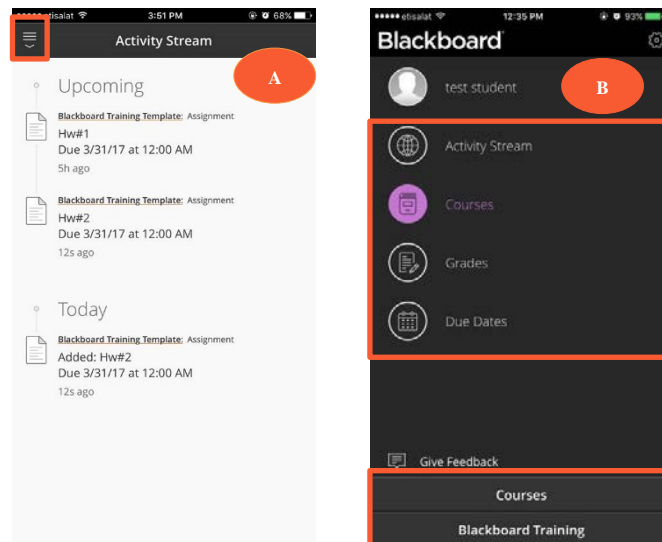 etisalat 3:51 PM 68%
Activity Stream
A
Upcoming
Blackboard Training Template: Assignment
Hw#1
Due 3/31/17 at 12:00 AM
5h ago
Blackboard Training Template: Assignment
Hw#2
Due 3/31/17 at 12:00 AM
12s ago
Today
Blackboard Training Template: Assignment
Added: Hw#2
Due 3/31/17 at 12:00 AM
12s ago
etisalat 12:35 PM 93%
Blackboard
test student
B
Activity Stream
Courses
Grades
Due Dates
Give Feedback
Courses
Blackboard Training